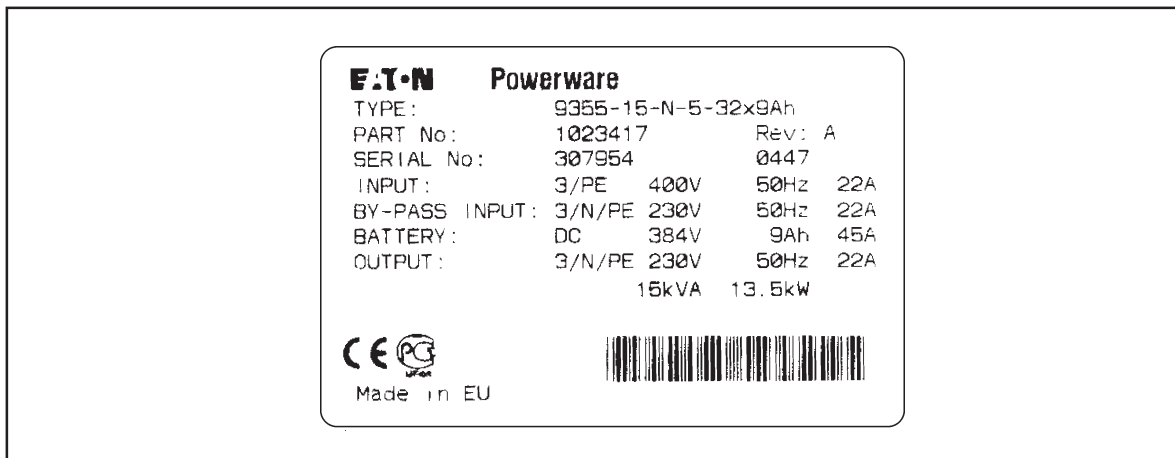 EATON Powerware
TYPE: 9355-15-N-5-32x9Ah
PART No: 1023417 Rev: A
SERIAL No: 307954 0447
INPUT: 3/PE 400V 50Hz 22A
BY-PASS INPUT: 3/N/PE 230V 50Hz 22A
BATTERY: DC 384V 9Ah 45A
OUTPUT: 3/N/PE 230V 50Hz 22A
15kVA 13.5kW
CE
Made in EU